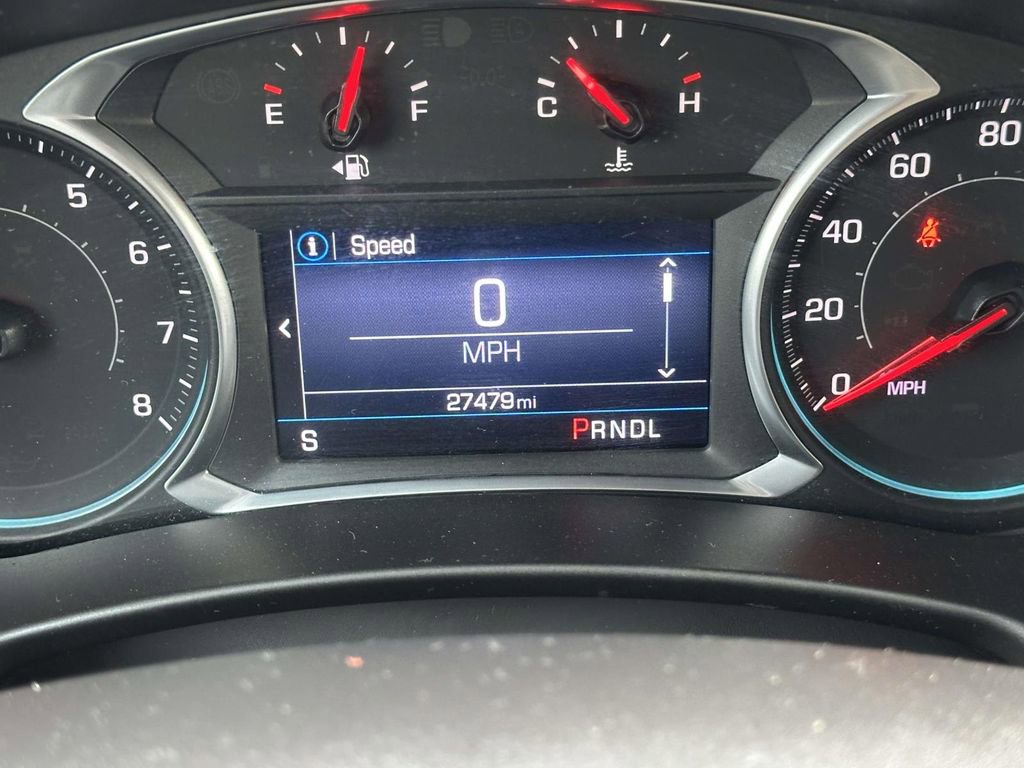 E F
C H
5
6
7
8
i Speed
0
MPH
27479mi
S PRNDL
80
60
40
20
0
MPH